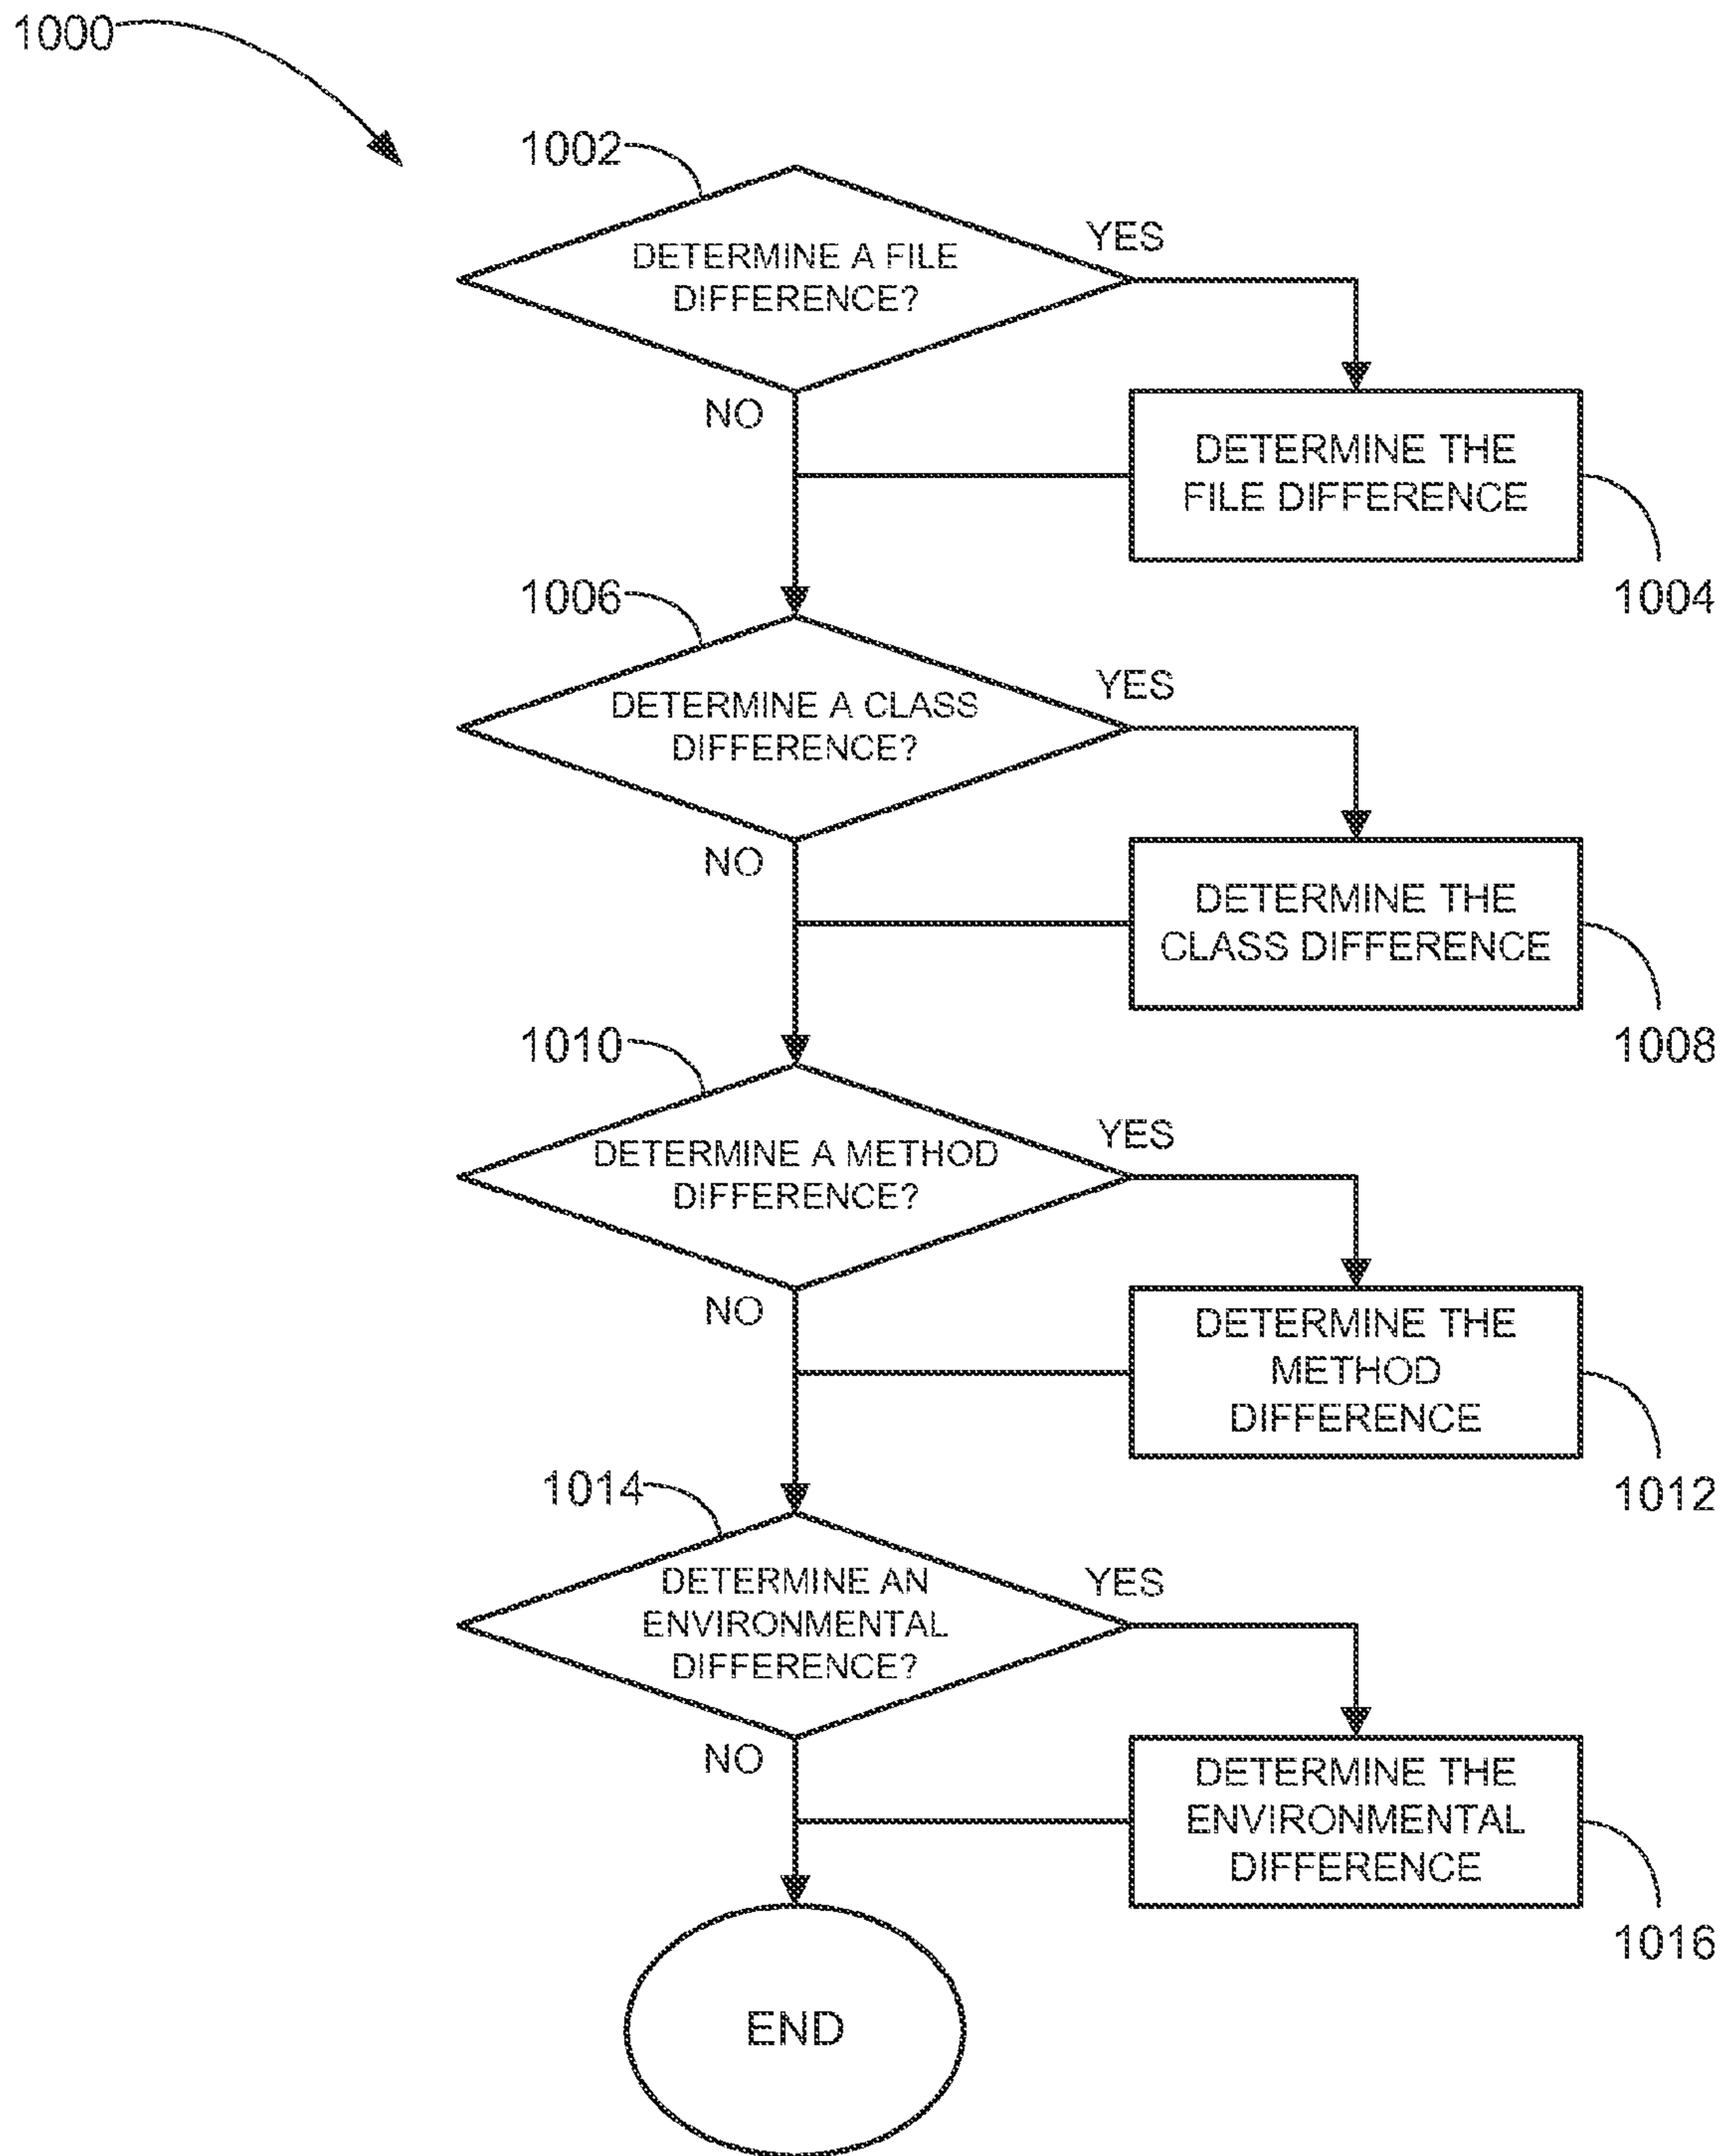 1000
1002
DETERMINE A FILE
DIFFERENCE?
YES
NO
DETERMINE THE
FILE DIFFERENCE
1004
1006
DETERMINE A CLASS
DIFFERENCE?
YES
NO
DETERMINE THE
CLASS DIFFERENCE
1008
1010
DETERMINE A METHOD
DIFFERENCE?
YES
NO
DETERMINE THE
METHOD
DIFFERENCE
1012
1014
DETERMINE AN
ENVIRONMENTAL
DIFFERENCE?
YES
NO
DETERMINE THE
ENVIRONMENTAL
DIFFERENCE
1016
END